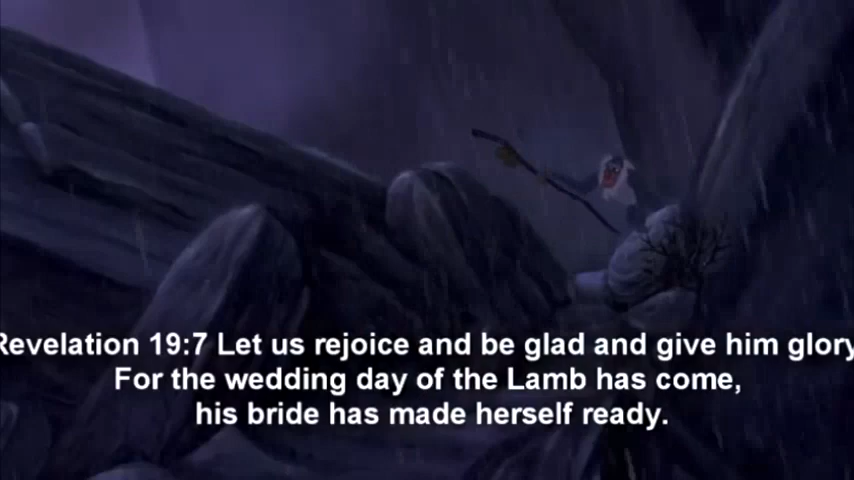 Revelation 19:7 Let us rejoice and be glad and give him glory
For the wedding day of the Lamb has come,
his bride has made herself ready.